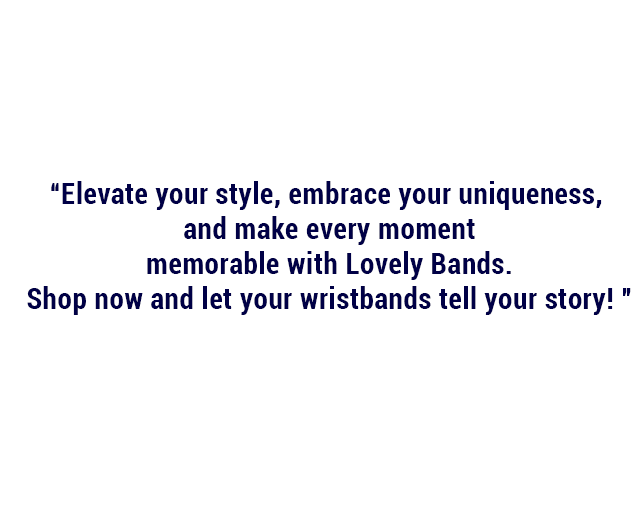 “Elevate your style, embrace your uniqueness,
and make every moment
memorable with Lovely Bands.
Shop now and let your wristbands tell your story! "